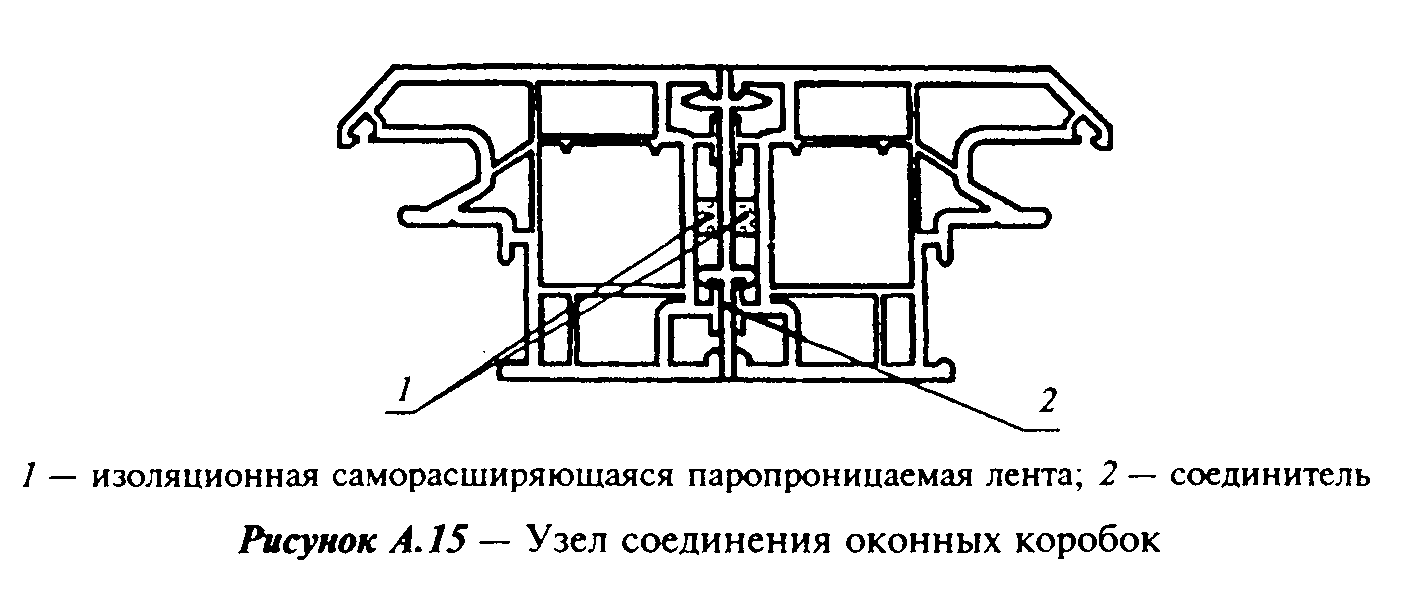 1
2
1 — изоляционная саморасширяющаяся паропроницаемая лента; 2 — соединитель
Рисунок А.15 — Узел соединения оконных коробок